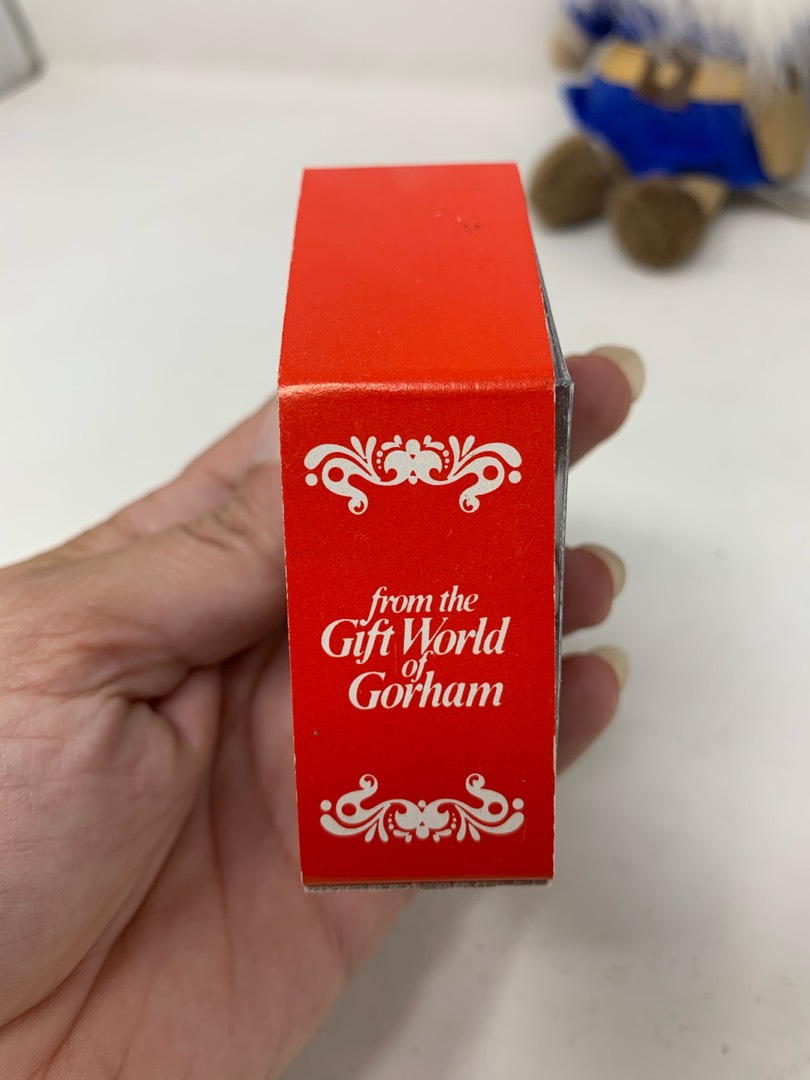 from the
Gift World
of
Gorham